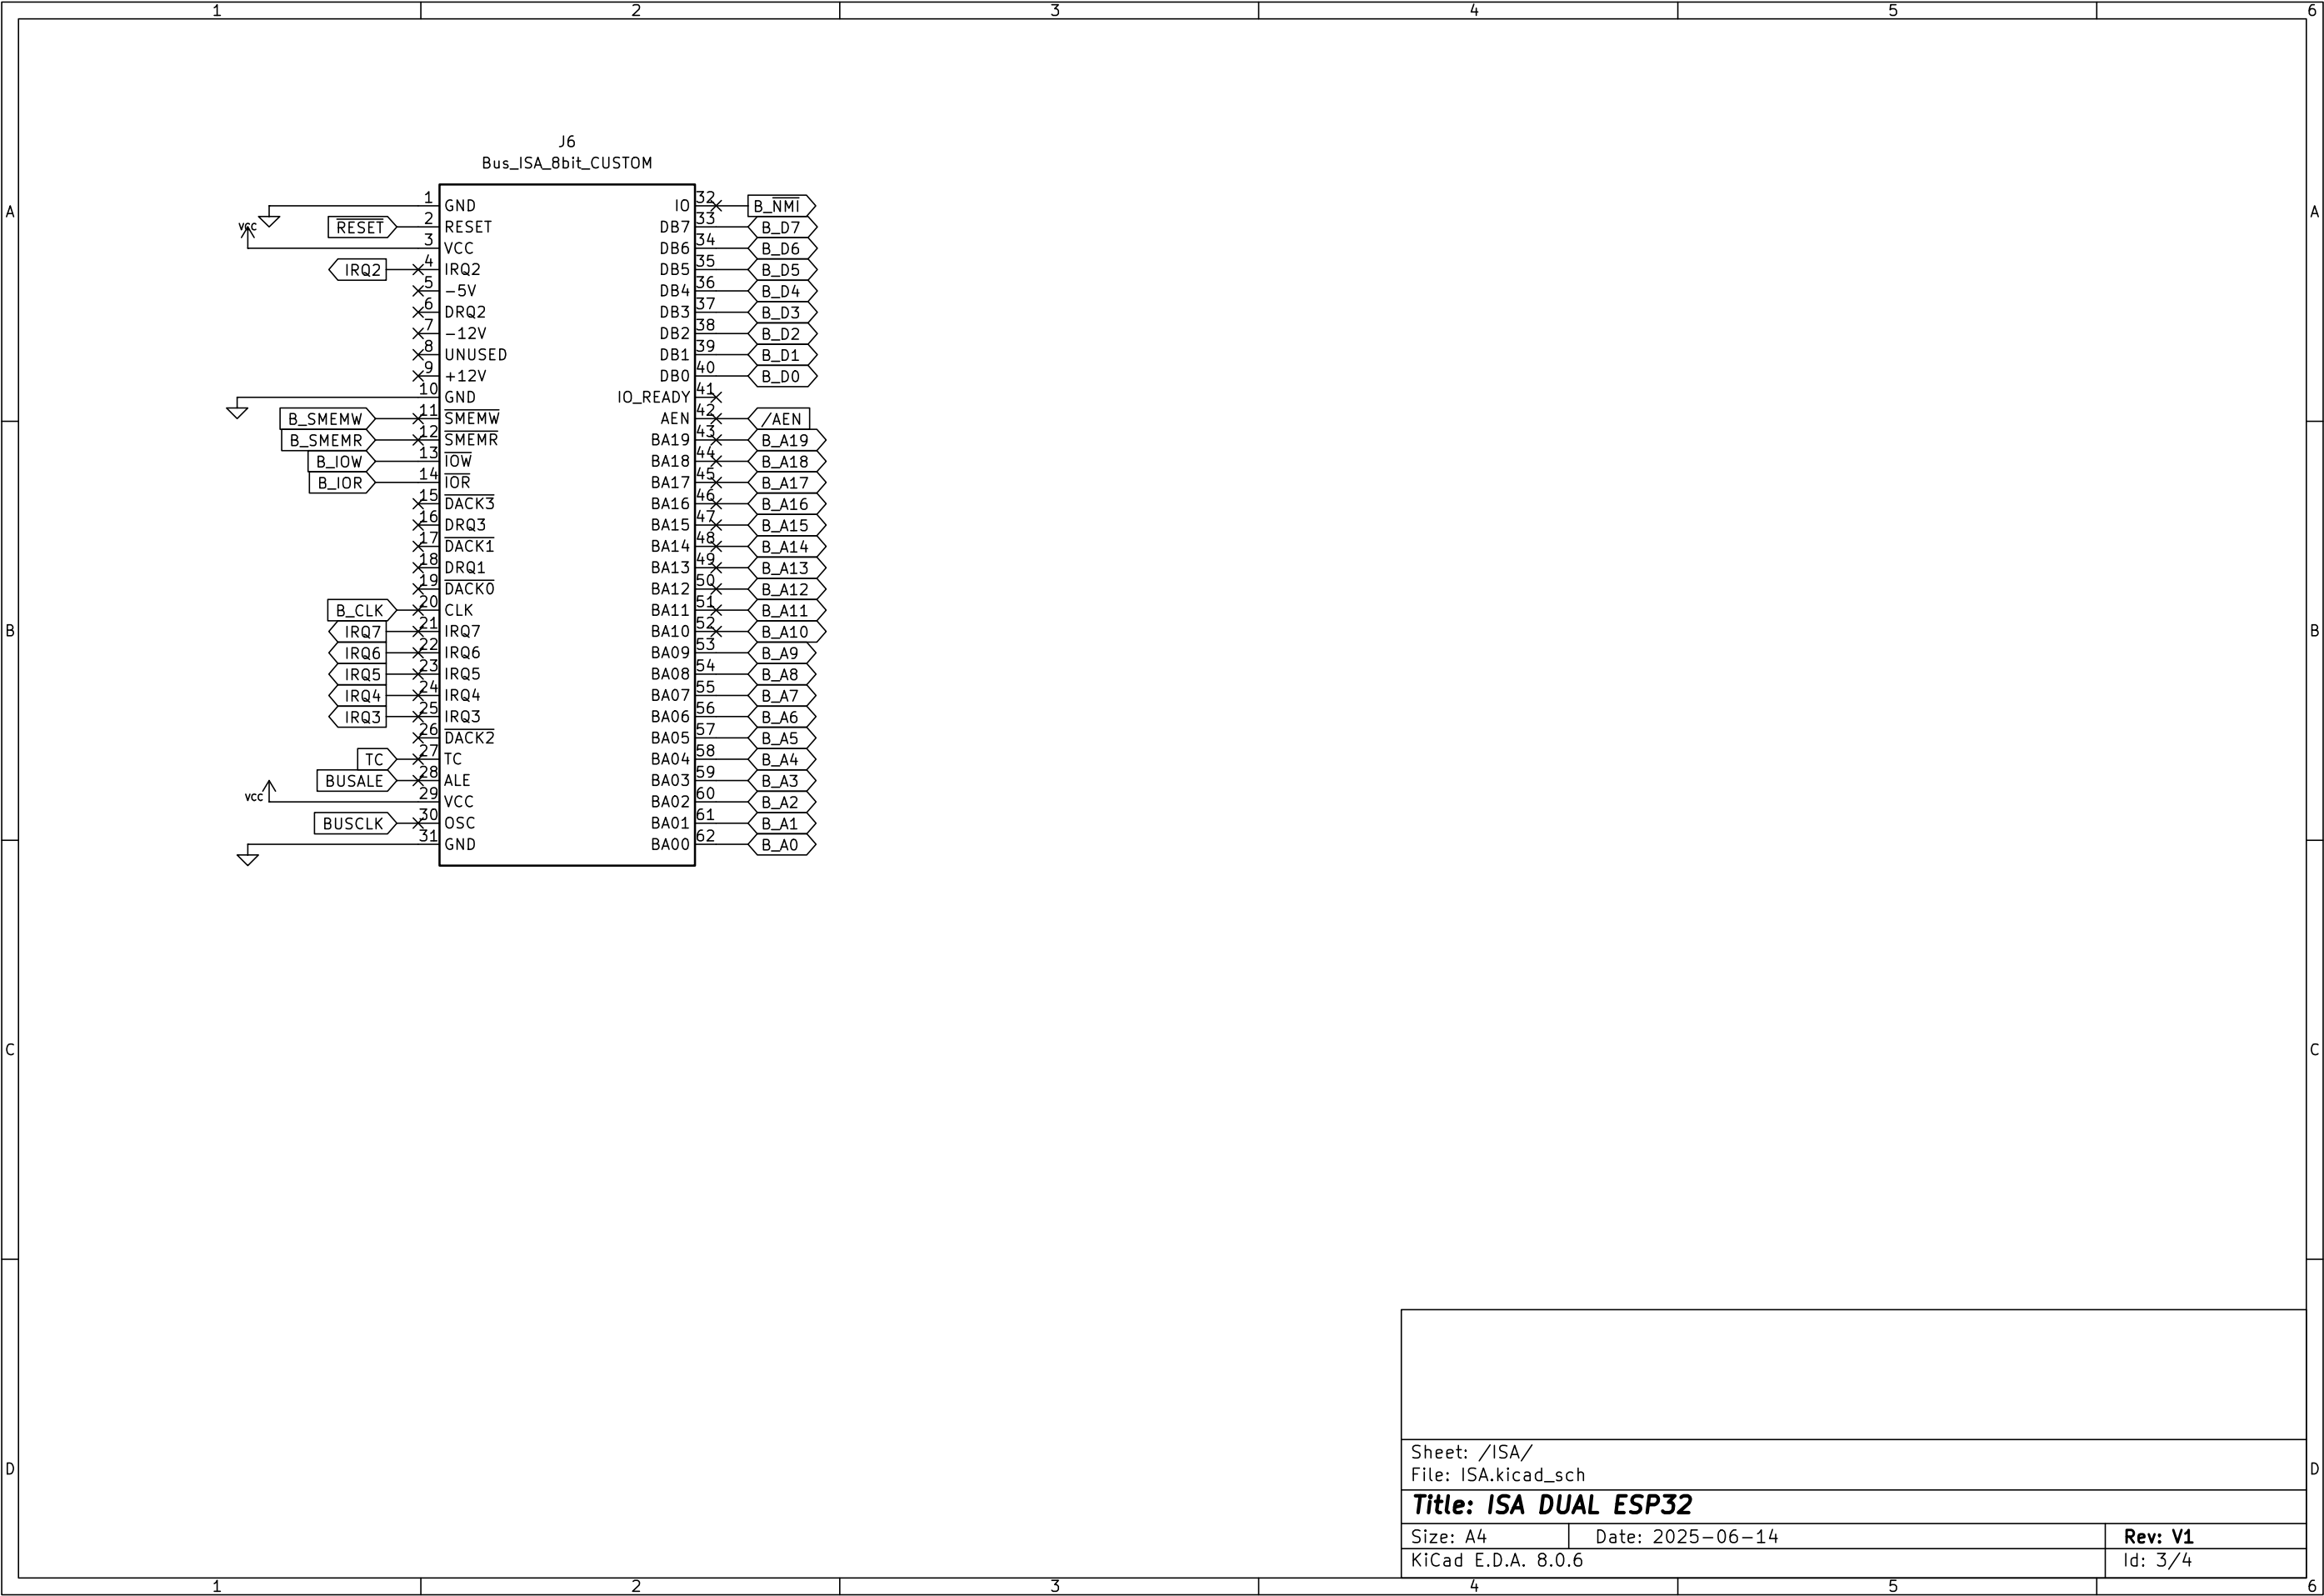 1 2 3 4 5 6
A A
J6
Bus_ISA_8bit_CUSTOM
1 GND IO 32 B_NMI
VCC RESET 2 RESET DB7 33 B_D7
3 VCC DB6 34 B_D6
IRQ2 4 IRQ2 DB5 35 B_D5
5 -5V DB4 36 B_D4
6 DRQ2 DB3 37 B_D3
7 -12V DB2 38 B_D2
8 UNUSED DB1 39 B_D1
9 +12V DB0 40 B_D0
10 GND IO_READY 41
B_SMEMW 11 SMEMW AEN 42 /AEN
B_SMEMR 12 SMEMR BA19 43 B_A19
B_IOW 13 IOW BA18 44 B_A18
B_IOR 14 IOR BA17 45 B_A17
15 DACK3 BA16 46 B_A16
16 DRQ3 BA15 47 B_A15
17 DACK1 BA14 48 B_A14
18 DRQ1 BA13 49 B_A13
19 DACK0 BA12 50 B_A12
B_CLK 20 CLK BA11 51 B_A11
B IRQ7 21 IRQ7 BA10 52 B_A10 B
IRQ6 22 IRQ6 BA09 53 B_A9
IRQ5 23 IRQ5 BA08 54 B_A8
IRQ4 24 IRQ4 BA07 55 B_A7
IRQ3 25 IRQ3 BA06 56 B_A6
26 DACK2 BA05 57 B_A5
TC 27 TC BA04 58 B_A4
BUSALE 28 ALE BA03 59 B_A3
VCC 29 VCC BA02 60 B_A2
BUSCLK 30 OSC BA01 61 B_A1
31 GND BA00 62 B_A0
C C
Sheet: /ISA/
D D
File: ISA.kicad_sch
Title: ISA DUAL ESP32
Size: A4 Date: 2025-06-14 Rev: V1
KiCad E.D.A. 8.0.6 Id: 3/4
1 2 3 4 5 6